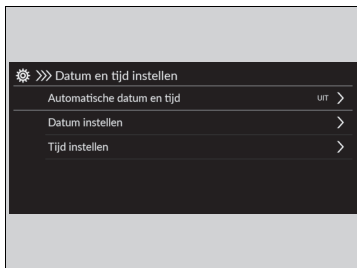 Datum en tijd instellen
Automatische datum en tijd UIT
Datum instellen
Tijd instellen